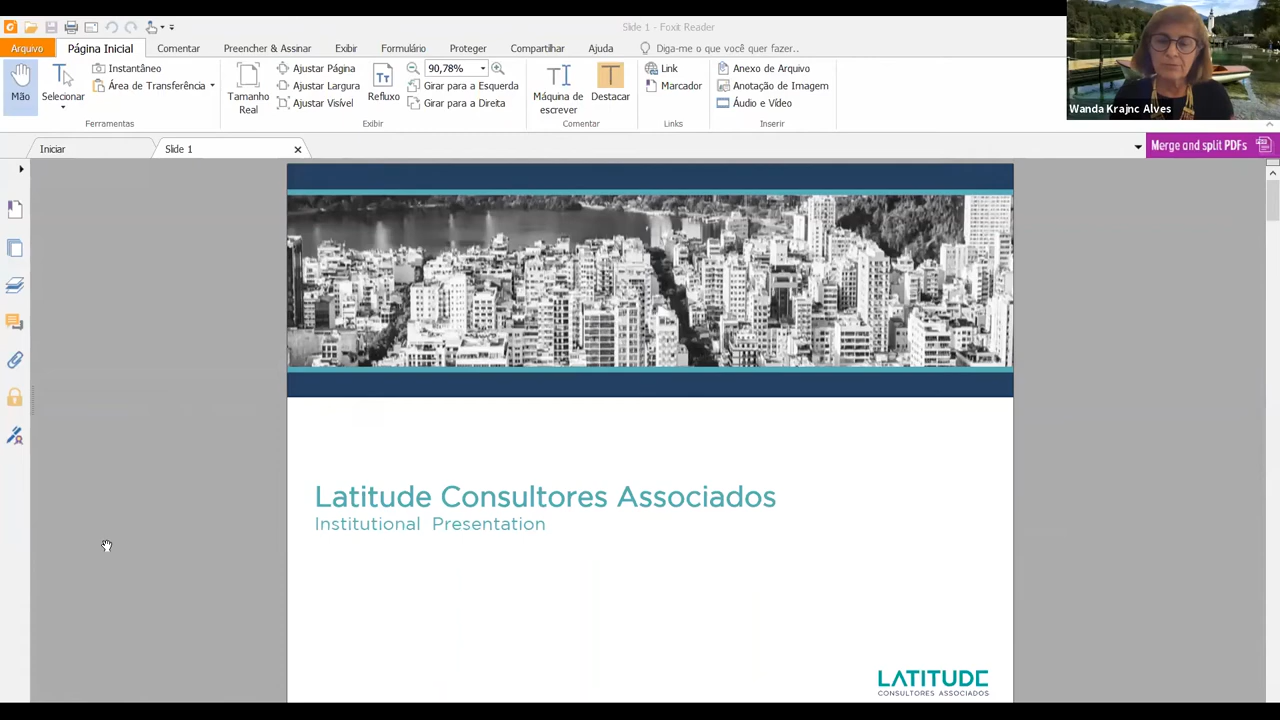 Slide 1 - Foxit Reader
Arquivo
Página Inicial
Comentar
Preencher & Assinar
Exibir
Formulário
Proteger
Compartilhar
Ajuda
Diga-me o que você quer fazer..
Mão
Selecionar
Instantâneo
Área de Transferência
Ferramentas
Tamanho
Real
Ajustar Página
Ajustar Largura
Ajustar Visível
Refluxo
90,78%
Girar para a Esquerda
Girar para a Direita
Exibir
Máquina de
escrever
Destacar
Comentar
Link
Marcador
Links
Anexo de Arquivo
Anotação de Imagem
Áudio e Vídeo
Inserir
Wanda Krajnc Alves
Iniciar
Slide 1
Merge and split PDFs
Latitude Consultores Associados
Institutional Presentation
LATITUDE
CONSULTORES ASSOCIADOS